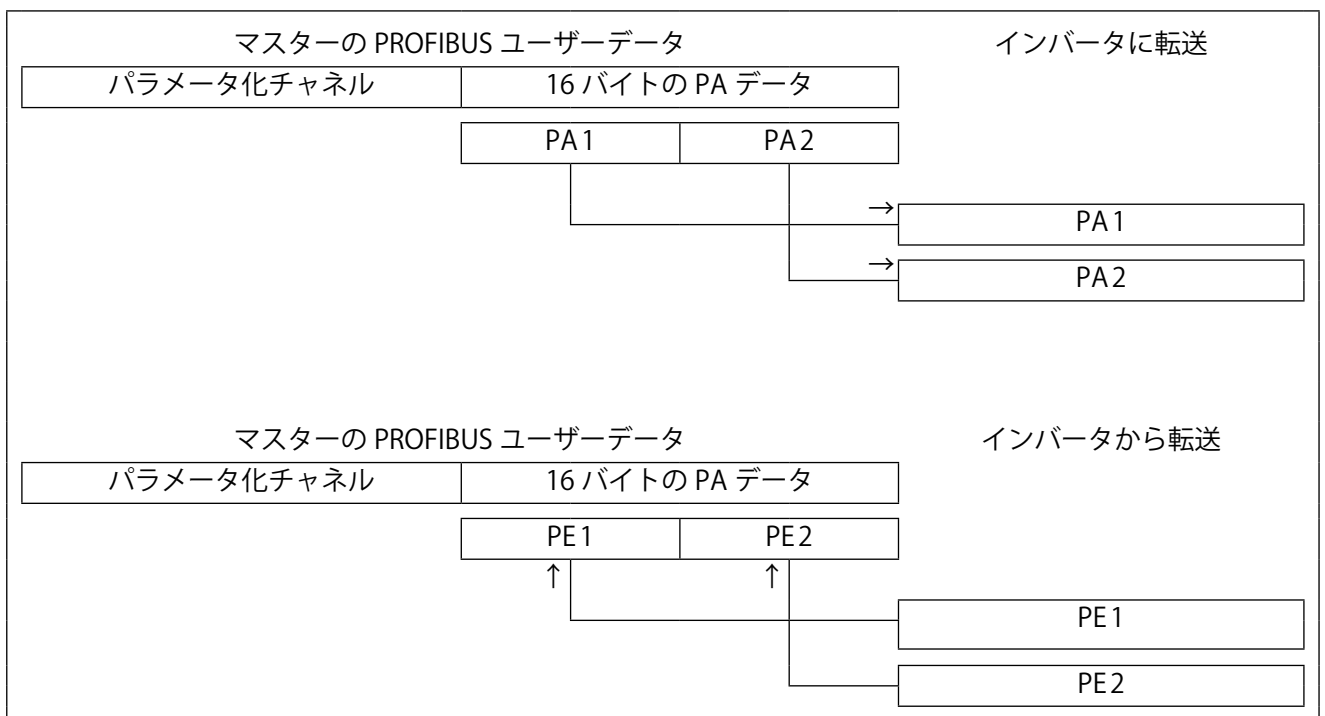 マスターの PROFIBUS ユーザーデータ インバータに転送
パラメータ化チャネル 16 バイトの PA データ
PA1 PA2
→ PA1
→ PA2
マスターの PROFIBUS ユーザーデータ インバータから転送
パラメータ化チャネル 16 バイトの PA データ
PE1 PE2
↑ ↑
PE1
PE2